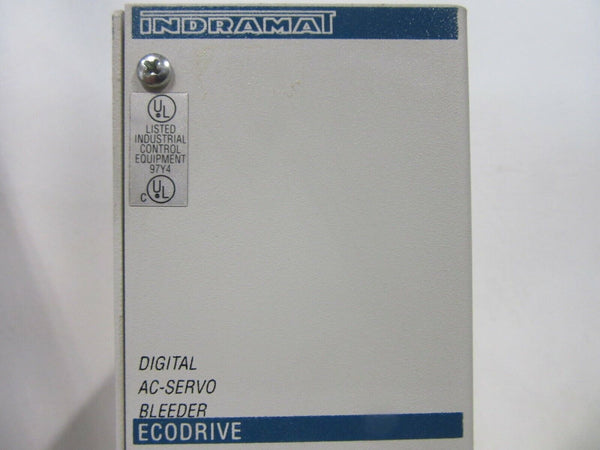 INDRAMAT
UL
LISTED
INDUSTRIAL
CONTROL
EQUIPMENT
97Y4
C UL
DIGITAL
AC-SERVO
BLEEDER
ECODRIVE